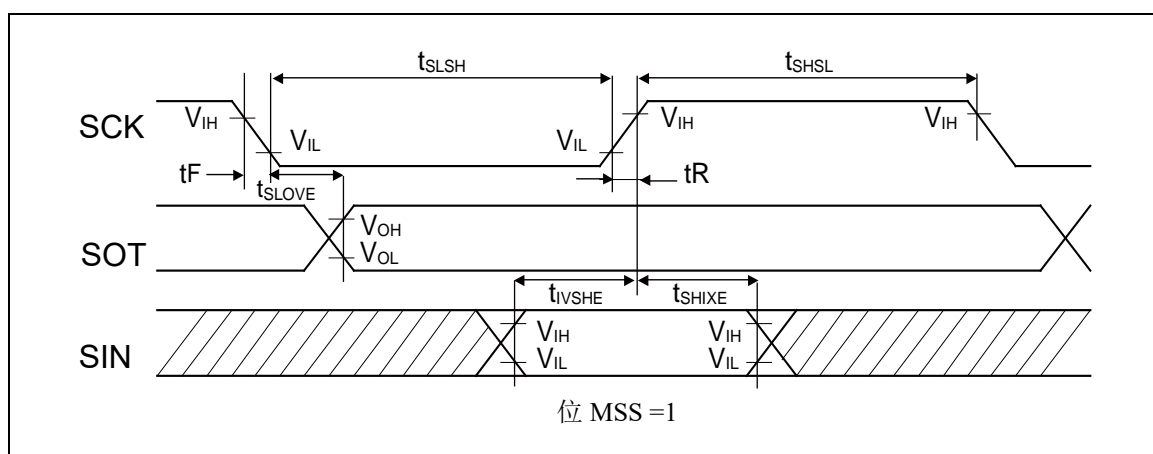 tSLSH
tSHSL
SCK
VIH
VIL
VIL
VIH
VIH
tF
tSLOVE
tR
SOT
VOH
VOL
tIVSHE
tSHIXE
SIN
VIH
VIL
VIH
VIL
位 MSS =1